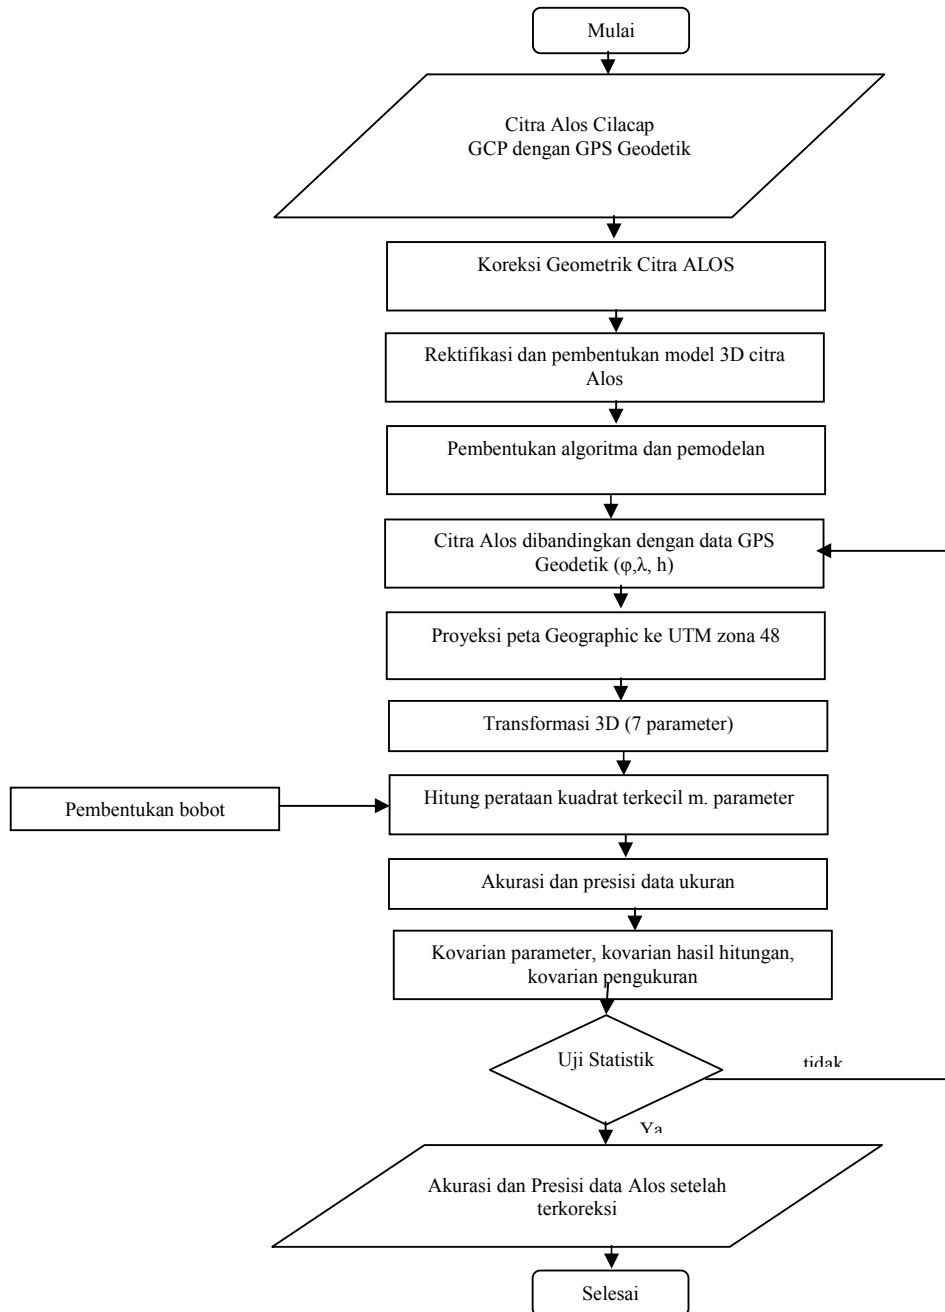 Mulai
Citra Alos Cilacap
GCP dengan GPS Geodetik
Koreksi Geometrik Citra ALOS
Rektifikasi dan pembentukan model 3D citra
Alos
Pembentukan algoritma dan pemodelan
Citra Alos dibandingkan dengan data GPS
Geodetik (φ,λ, h)
Proyeksi peta Geographic ke UTM zona 48
Transformasi 3D (7 parameter)
Pembentukan bobot
Hitung perataan kuadrat terkecil m. parameter
Akurasi dan presisi data ukuran
Kovarian parameter, kovarian hasil hitungan,
kovarian pengukuran
Uji Statistik
tidak
Ya
Akurasi dan Presisi data Alos setelah
terkoreksi
Selesai